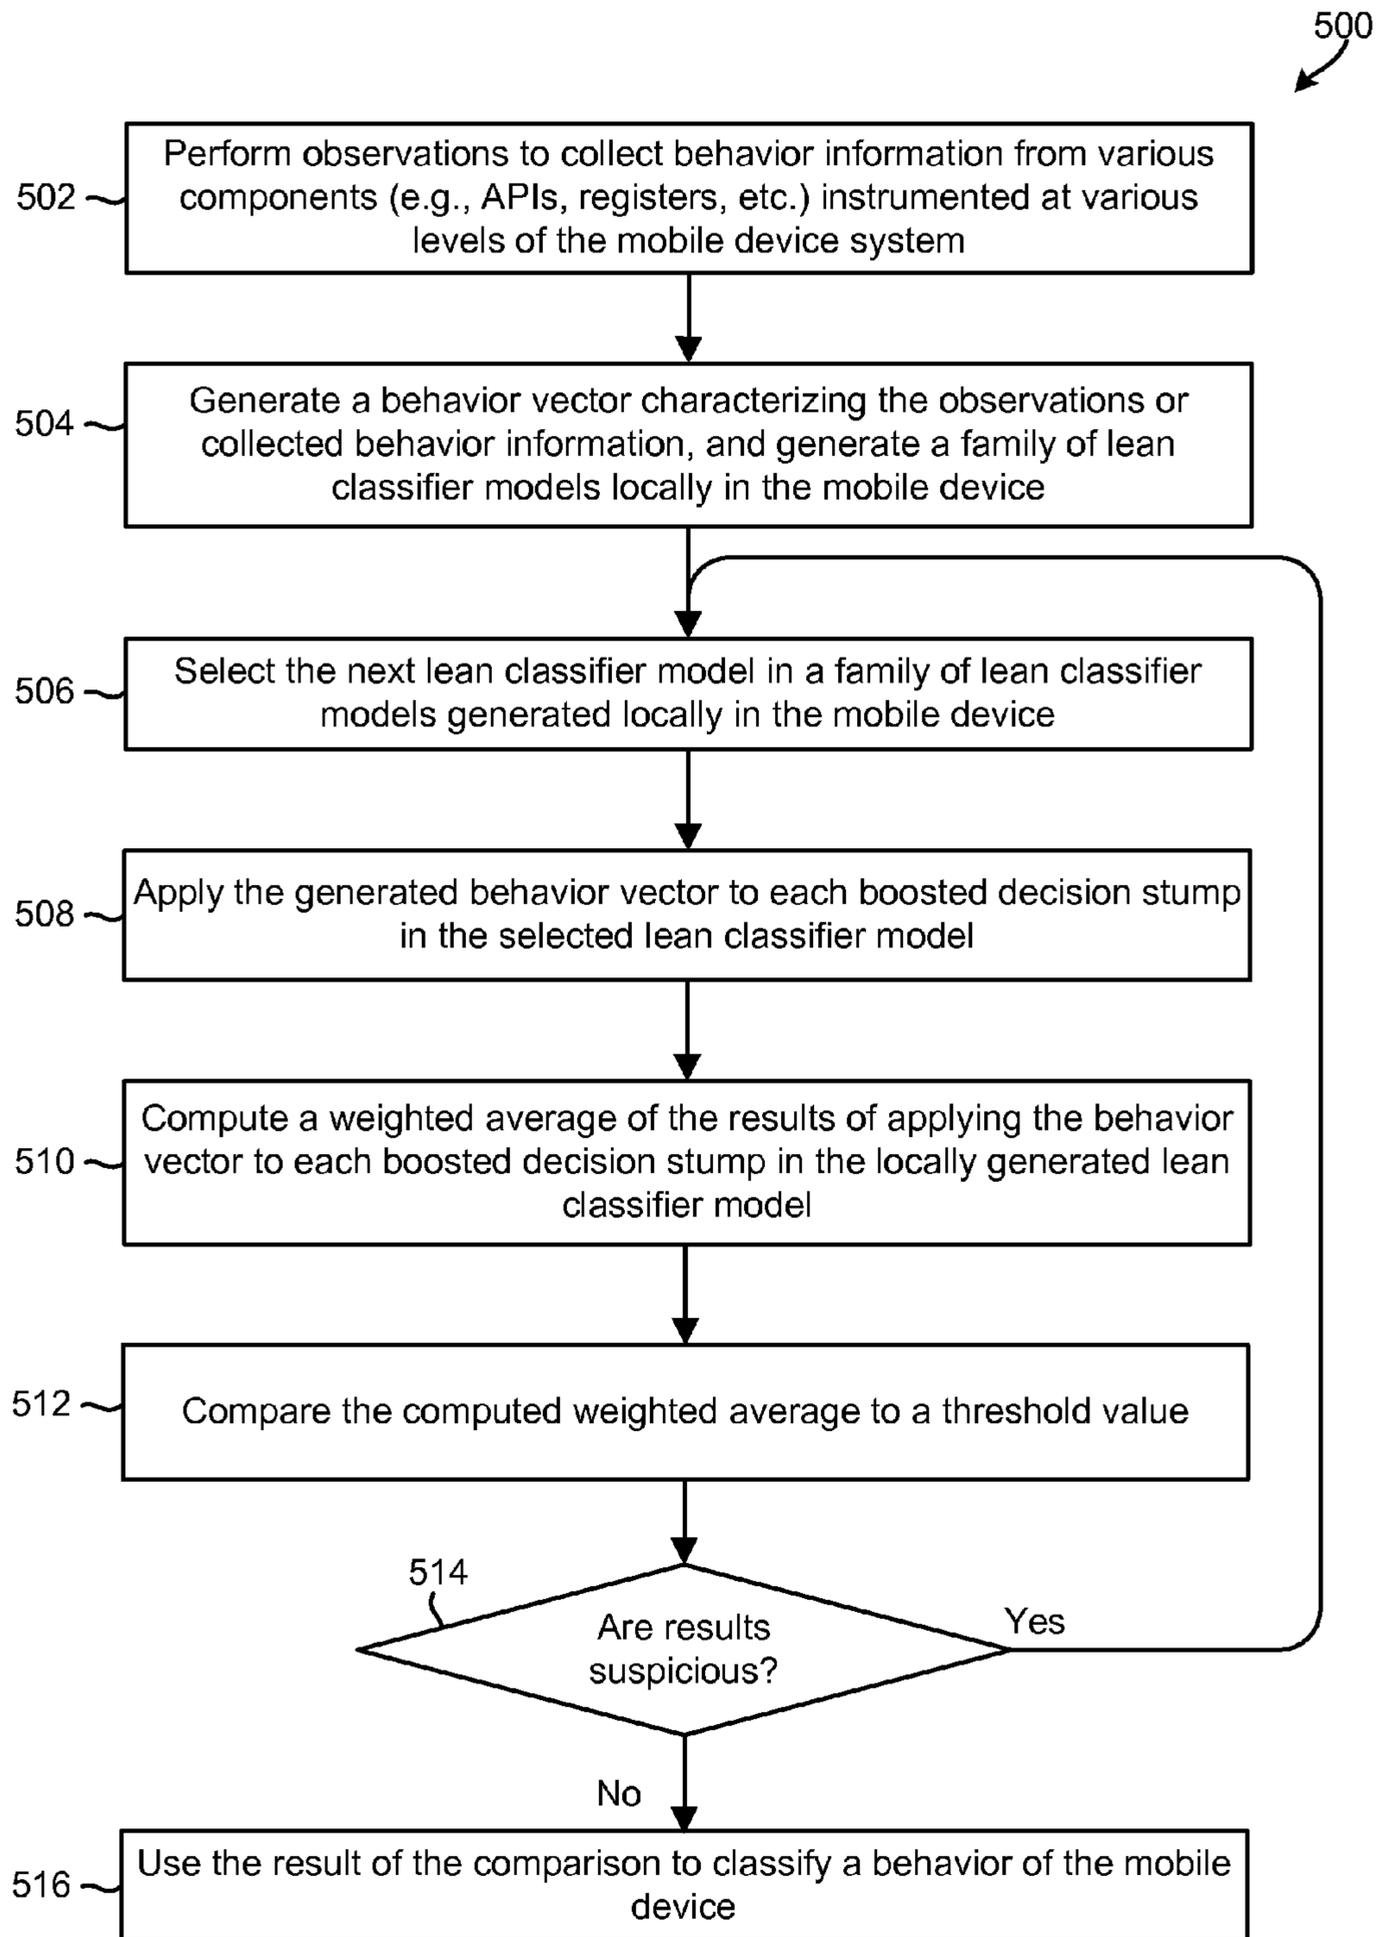 500
Perform observations to collect behavior information from various
components (e.g., APIs, registers, etc.) instrumented at various
levels of the mobile device system
502
Generate a behavior vector characterizing the observations or
collected behavior information, and generate a family of lean
classifier models locally in the mobile device
504
Select the next lean classifier model in a family of lean classifier
models generated locally in the mobile device
506
Apply the generated behavior vector to each boosted decision stump
in the selected lean classifier model
508
Compute a weighted average of the results of applying the behavior
vector to each boosted decision stump in the locally generated lean
classifier model
510
Compare the computed weighted average to a threshold value
512
514
Are results
suspicious?
Yes
No
Use the result of the comparison to classify a behavior of the mobile
device
516